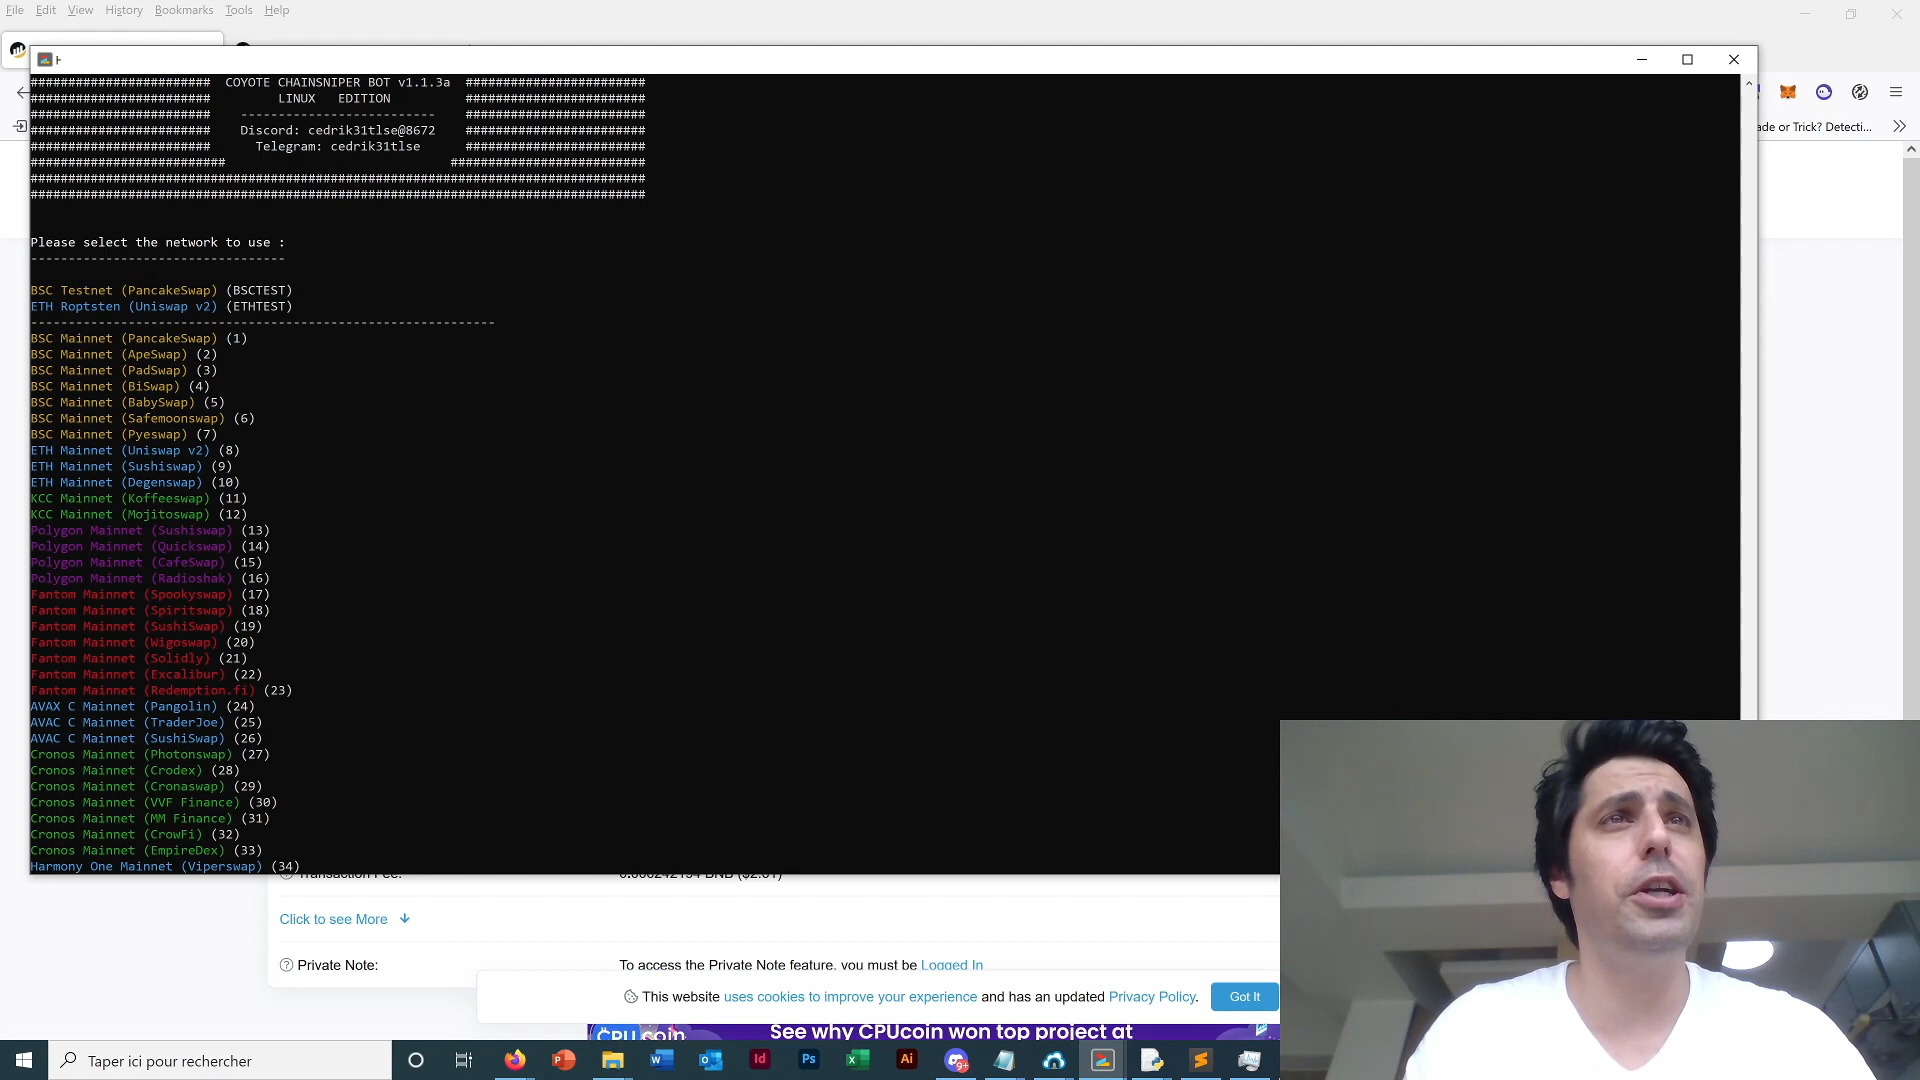 File Edit View History Bookmarks Tools Help
######################## COYOTE CHAINSNIPER BOT v1.1.3a ########################
######################## LINUX EDITION ########################
######################## -------------------------- ########################
######################## Discord: cedrik31tlse@8672 ########################
######################## Telegram: cedrik31tlse ########################
########################## ##########################
##################################################################################
##################################################################################
ade or Trick? Detecti...
Please select the network to use :
----------------------------------
BSC Testnet (PancakeSwap) (BSCTEST)
ETH Roptsten (Uniswap v2) (ETHTEST)
--------------------------------------------------------------
BSC Mainnet (PancakeSwap) (1)
BSC Mainnet (ApeSwap) (2)
BSC Mainnet (PadSwap) (3)
BSC Mainnet (BiSwap) (4)
BSC Mainnet (BabySwap) (5)
BSC Mainnet (Safemoonswap) (6)
BSC Mainnet (Pyeswap) (7)
ETH Mainnet (Uniswap v2) (8)
ETH Mainnet (Sushiswap) (9)
ETH Mainnet (Degenswap) (10)
KCC Mainnet (Koffeeswap) (11)
KCC Mainnet (Mojitoswap) (12)
Polygon Mainnet (Sushiswap) (13)
Polygon Mainnet (Quickswap) (14)
Polygon Mainnet (CafeSwap) (15)
Polygon Mainnet (Radioshak) (16)
Fantom Mainnet (Spookyswap) (17)
Fantom Mainnet (Spiritswap) (18)
Fantom Mainnet (SushiSwap) (19)
Fantom Mainnet (Wigoswap) (20)
Fantom Mainnet (Solidly) (21)
Fantom Mainnet (Excalibur) (22)
Fantom Mainnet (Redemption.fi) (23)
AVAX C Mainnet (Pangolin) (24)
AVAC C Mainnet (TraderJoe) (25)
AVAC C Mainnet (SushiSwap) (26)
Cronos Mainnet (Photonswap) (27)
Cronos Mainnet (Crodex) (28)
Cronos Mainnet (Cronaswap) (29)
Cronos Mainnet (VVF Finance) (30)
Cronos Mainnet (MM Finance) (31)
Cronos Mainnet (CrowFi) (32)
Cronos Mainnet (EmpireDex) (33)
Harmony One Mainnet (Viperswap) (34)
Transaction Fee:
Click to see More
Private Note: To access the Private Note feature, you must be Logged In
This website uses cookies to improve your experience and has an updated Privacy Policy. Got It
CPUcoin See why CPUcoin won top project at
Taper ici pour rechercher